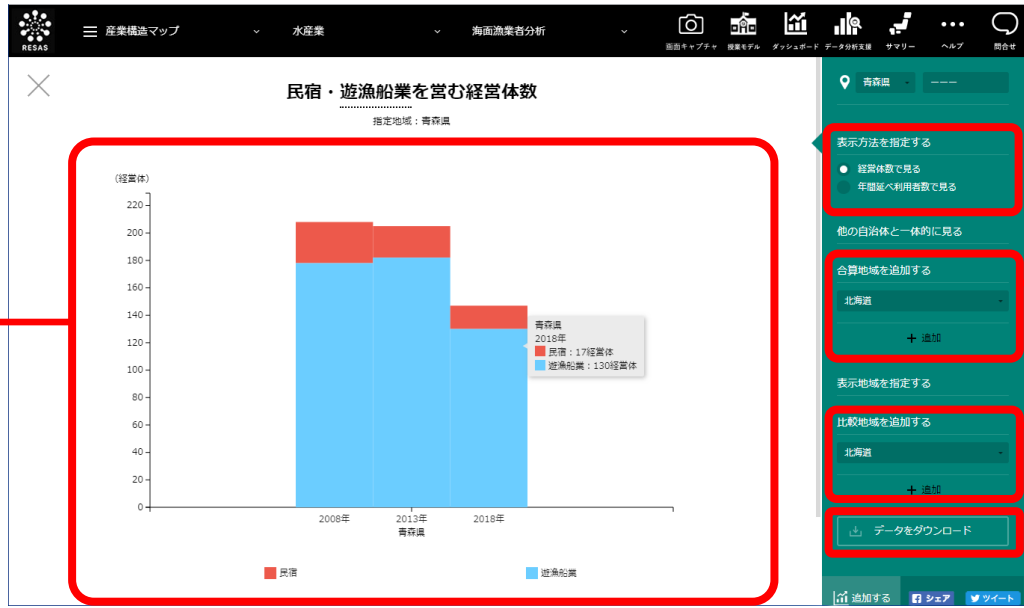 RESAS
産業構造マップ
水産業
海面漁業者分析
画面キャプチャ
授業モデル
ダッシュボード
データ分析支援
サマリー
ヘルプ
問合せ
民宿・遊漁船業を営む経営体数
指定地域：青森県
(経営体)
220
200
180
160
140
120
100
80
60
40
20
0
青森県
2018年
民宿：17経営体
遊漁船業：130経営体
2008年
2013年
2018年
青森県
民宿
遊漁船業
青森県
ーーー
表示方法を指定する
経営体数で見る
年間延べ利用者数で見る
他の自治体と一体的に見る
合算地域を追加する
北海道
＋ 追加
表示地域を指定する
比較地域を追加する
北海道
＋ 追加
データをダウンロード
追加する
シェア
ツイート